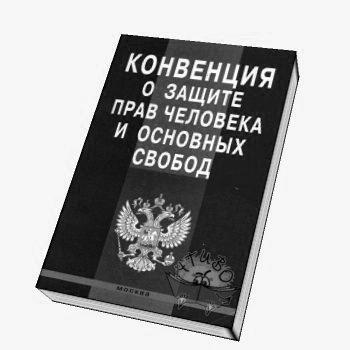 КОНВЕНЦИЯ
О ЗАЩИТЕ
ПРАВ ЧЕЛОВЕКА
И ОСНОВНЫХ
СВОБОД
МОСКВА